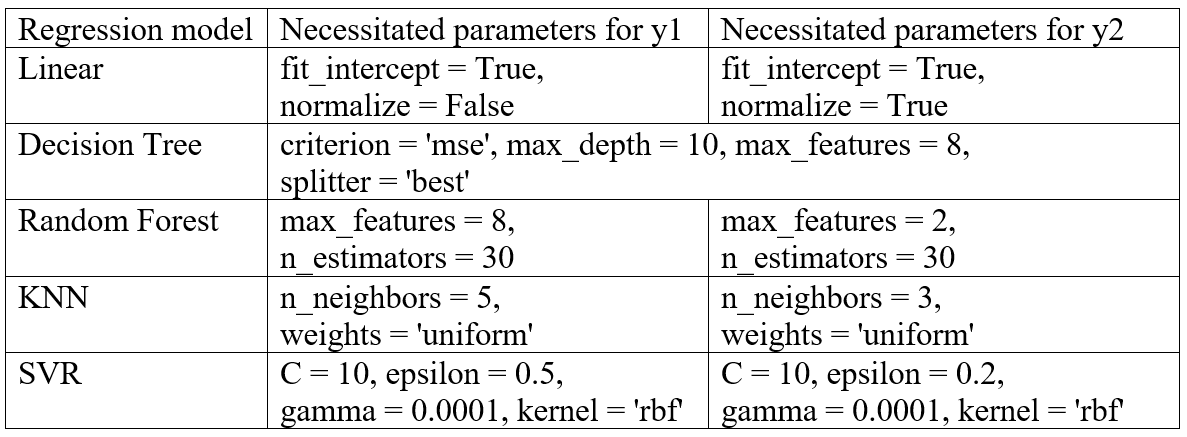 Regression model Necessitated parameters for y1 Necessitated parameters for y2
Linear fit_intercept = True, fit_intercept = True,
normalize = False normalize = True
Decision Tree criterion = 'mse', max_depth = 10, max_features = 8,
splitter = 'best'
Random Forest max_features = 8, max_features = 2,
n_estimators = 30 n_estimators = 30
KNN n_neighbors = 5, n_neighbors = 3,
weights = 'uniform' weights = 'uniform'
SVR C = 10, epsilon = 0.5, C = 10, epsilon = 0.2,
gamma = 0.0001, kernel = 'rbf' gamma = 0.0001, kernel = 'rbf'